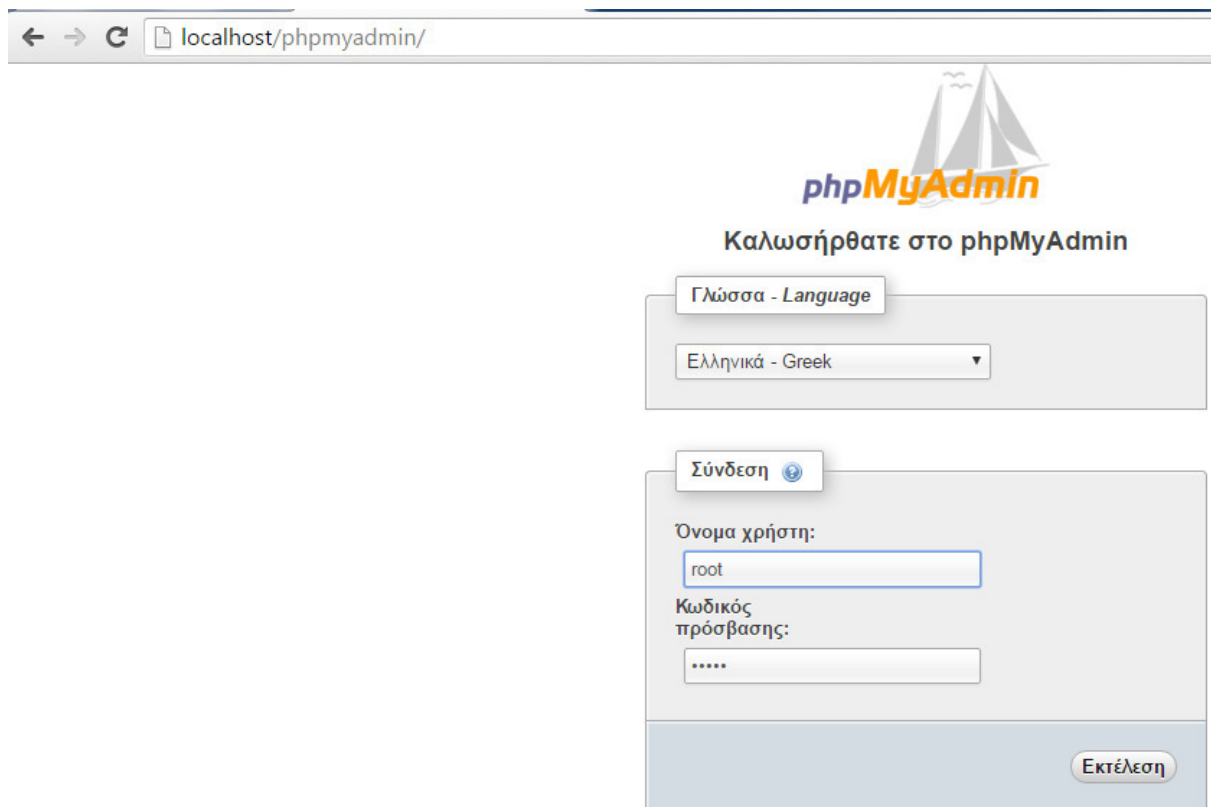 localhost/phpmyadmin/
phpMyAdmin
Καλωσήρθατε στο phpMyAdmin
Γλώσσα - Language
Ελληνικά - Greek
Σύνδεση
Όνομα χρήστη:
root
Κωδικός
πρόσβασης:
•••••
Εκτέλεση